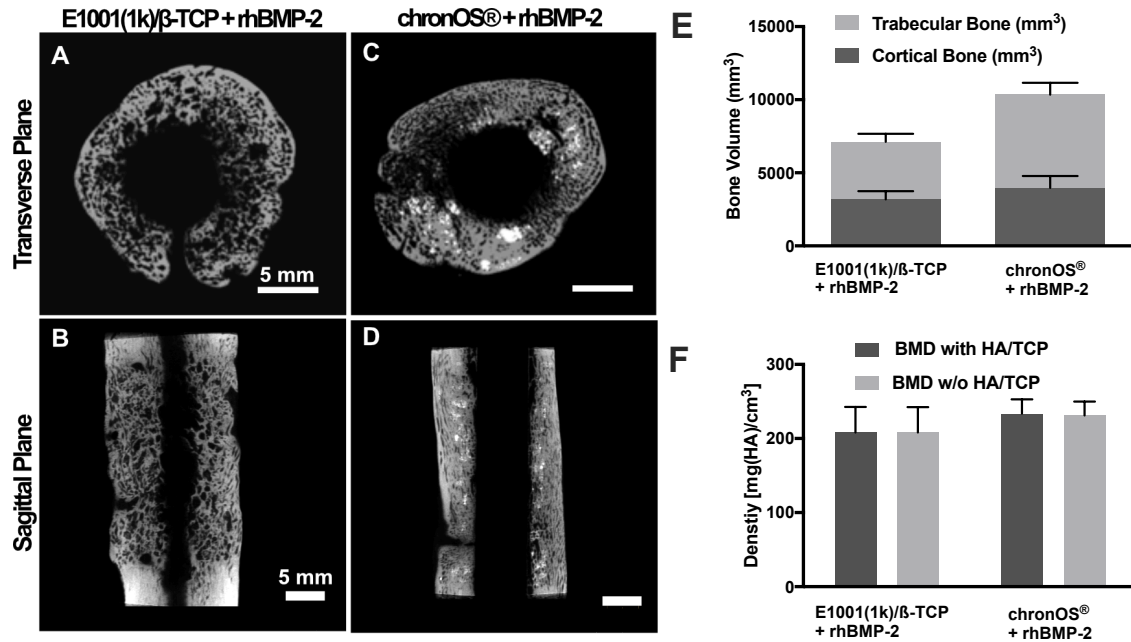 E1001(1k)/ß-TCP + rhBMP-2
chronOS® + rhBMP-2
Transverse Plane
A
5 mm
C
Sagittal Plane
B
5 mm
D
E
Trabecular Bone (mm³)
Cortical Bone (mm³)
Bone Volume (mm³)
15000
10000
5000
0
E1001(1k)/ß-TCP
+ rhBMP-2
chronOS®
+ rhBMP-2
F
BMD with HA/TCP
BMD w/o HA/TCP
Denstiy [mg(HA)/cm³]
300
200
100
0
E1001(1k)/ß-TCP
+ rhBMP-2
chronOS®
+ rhBMP-2